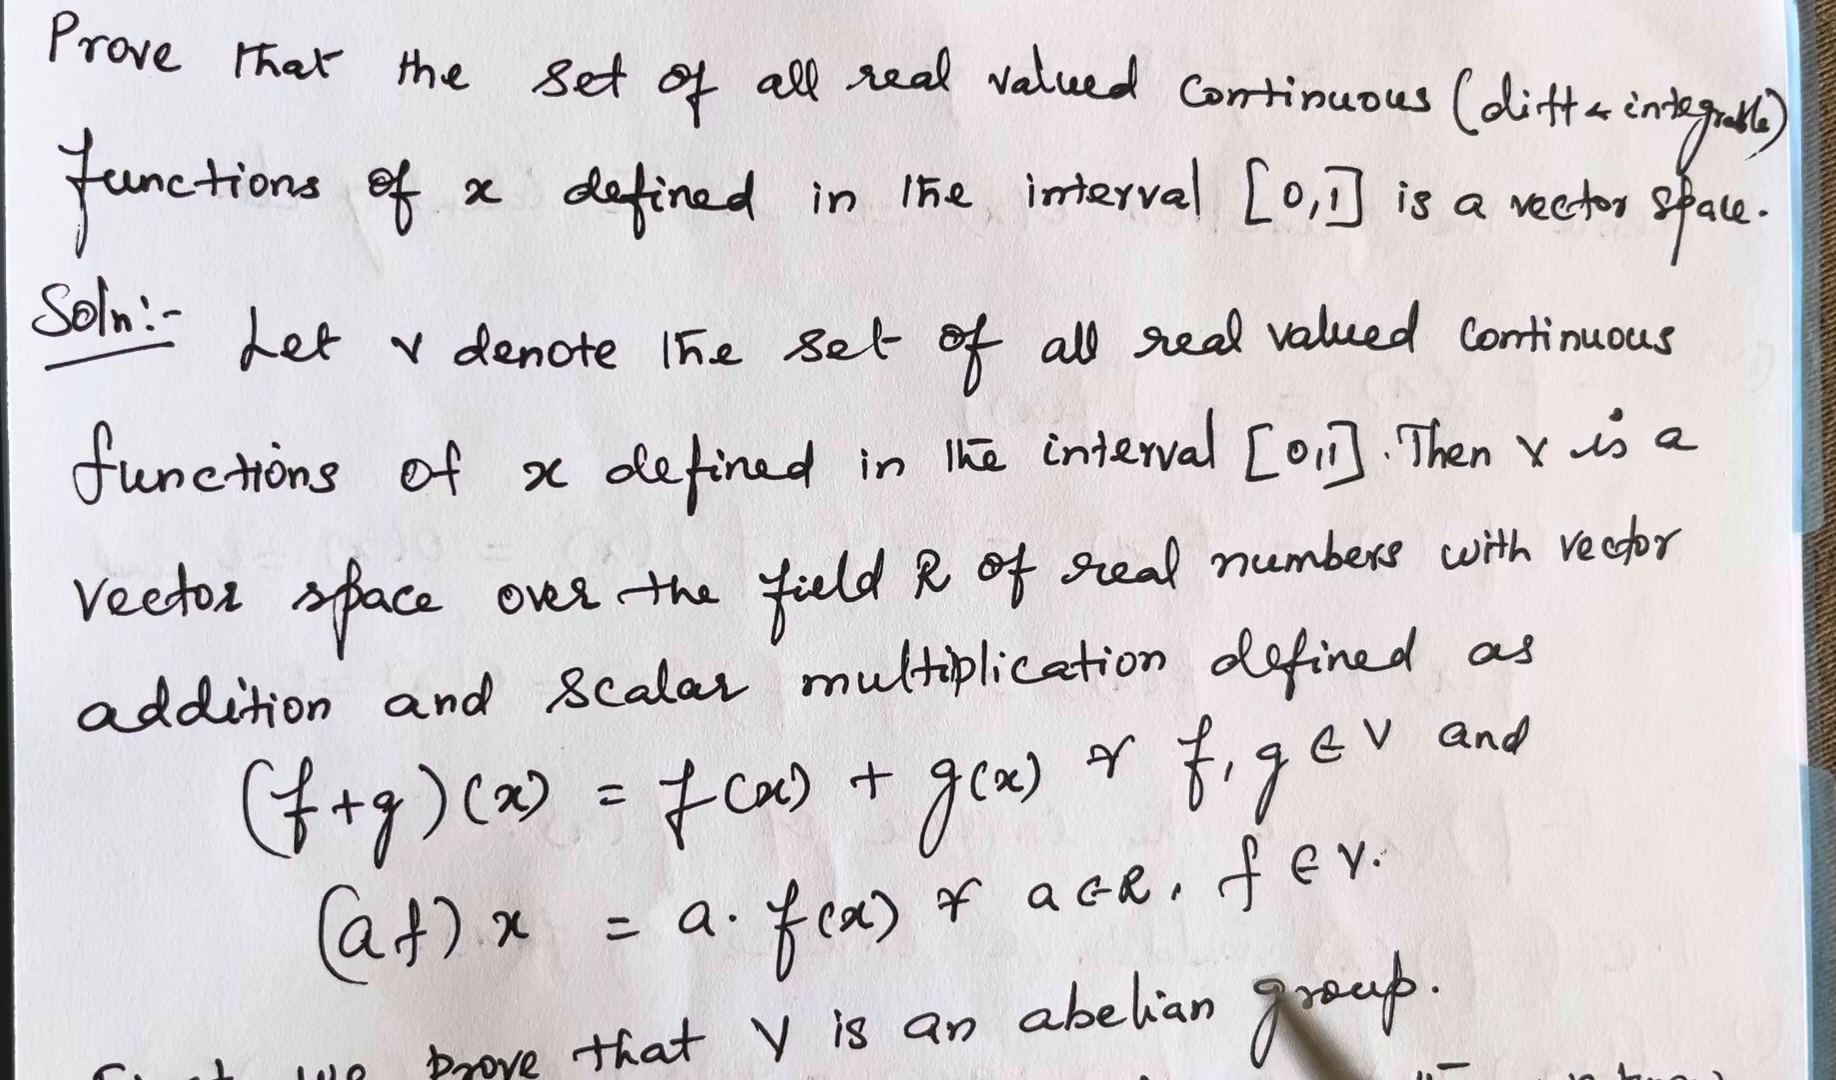 Prove that the set of all real valued continuous (diff & integrable)
functions of x defined in the interval [0,1] is a vector space.
Soln:- Let V denote the set of all real valued continuous
functions of x defined in the interval [0,1]. Then V is a
vector space over the field R of real numbers with vector
addition and scalar multiplication defined as
(f+g)(x) = f(x) + g(x) ∀ f, g ∈ V and
(af) x = a. f(x) ∀ a ∈ R, f ∈ V.
First we prove that V is an abelian group.